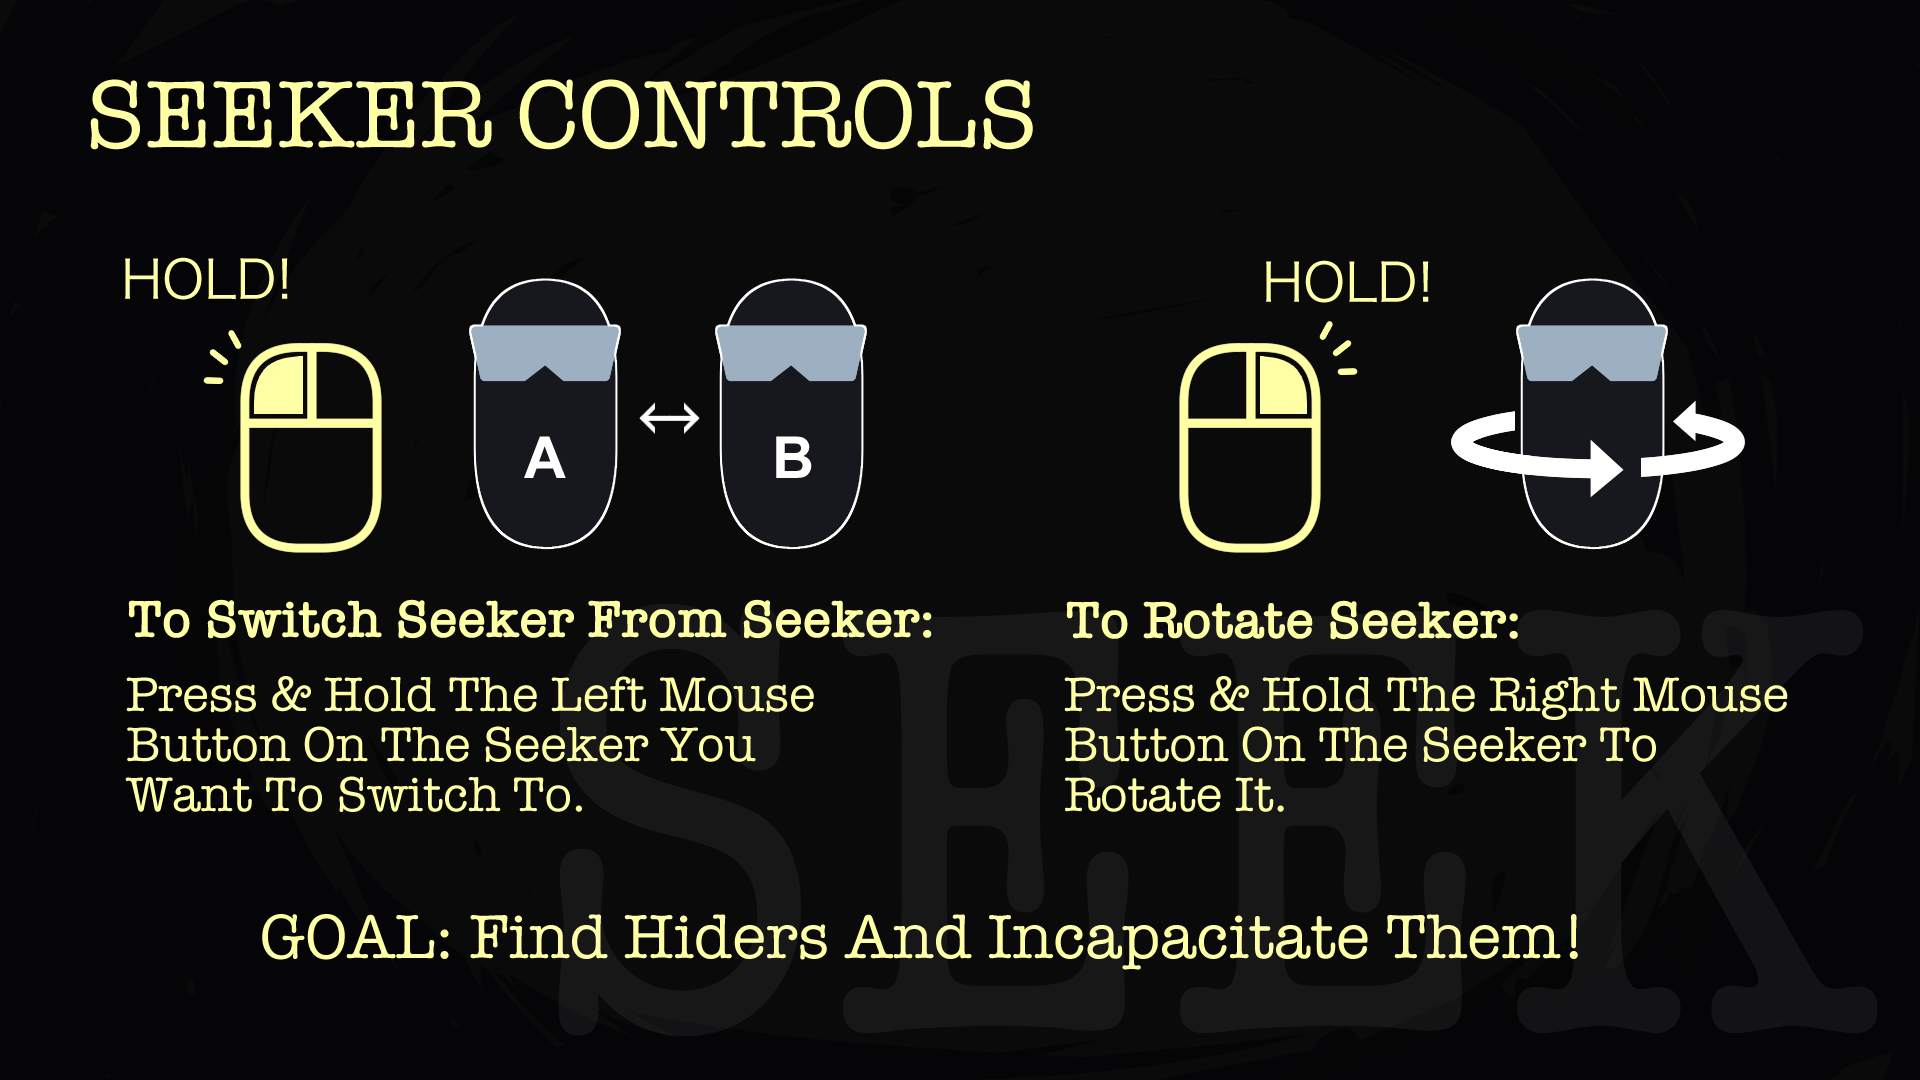 SEEKER CONTROLS
HOLD!
A
B
To Switch Seeker From Seeker:
Press & Hold The Left Mouse
Button On The Seeker You
Want To Switch To.
HOLD!
To Rotate Seeker:
Press & Hold The Right Mouse
Button On The Seeker To
Rotate It.
GOAL: Find Hiders And Incapacitate Them!
SEEK